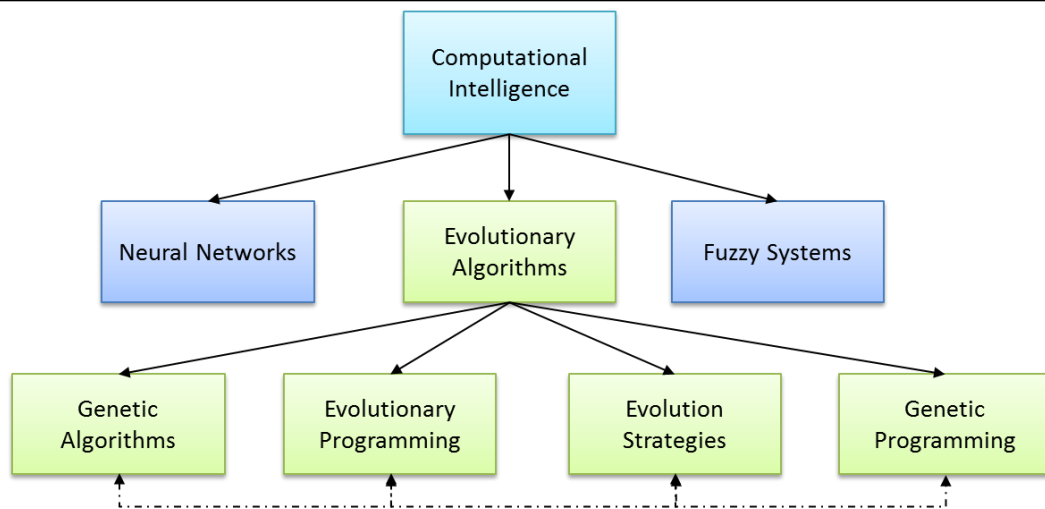 Computational
Intelligence
Neural Networks
Evolutionary
Algorithms
Fuzzy Systems
Genetic
Algorithms
Evolutionary
Programming
Evolution
Strategies
Genetic
Programming